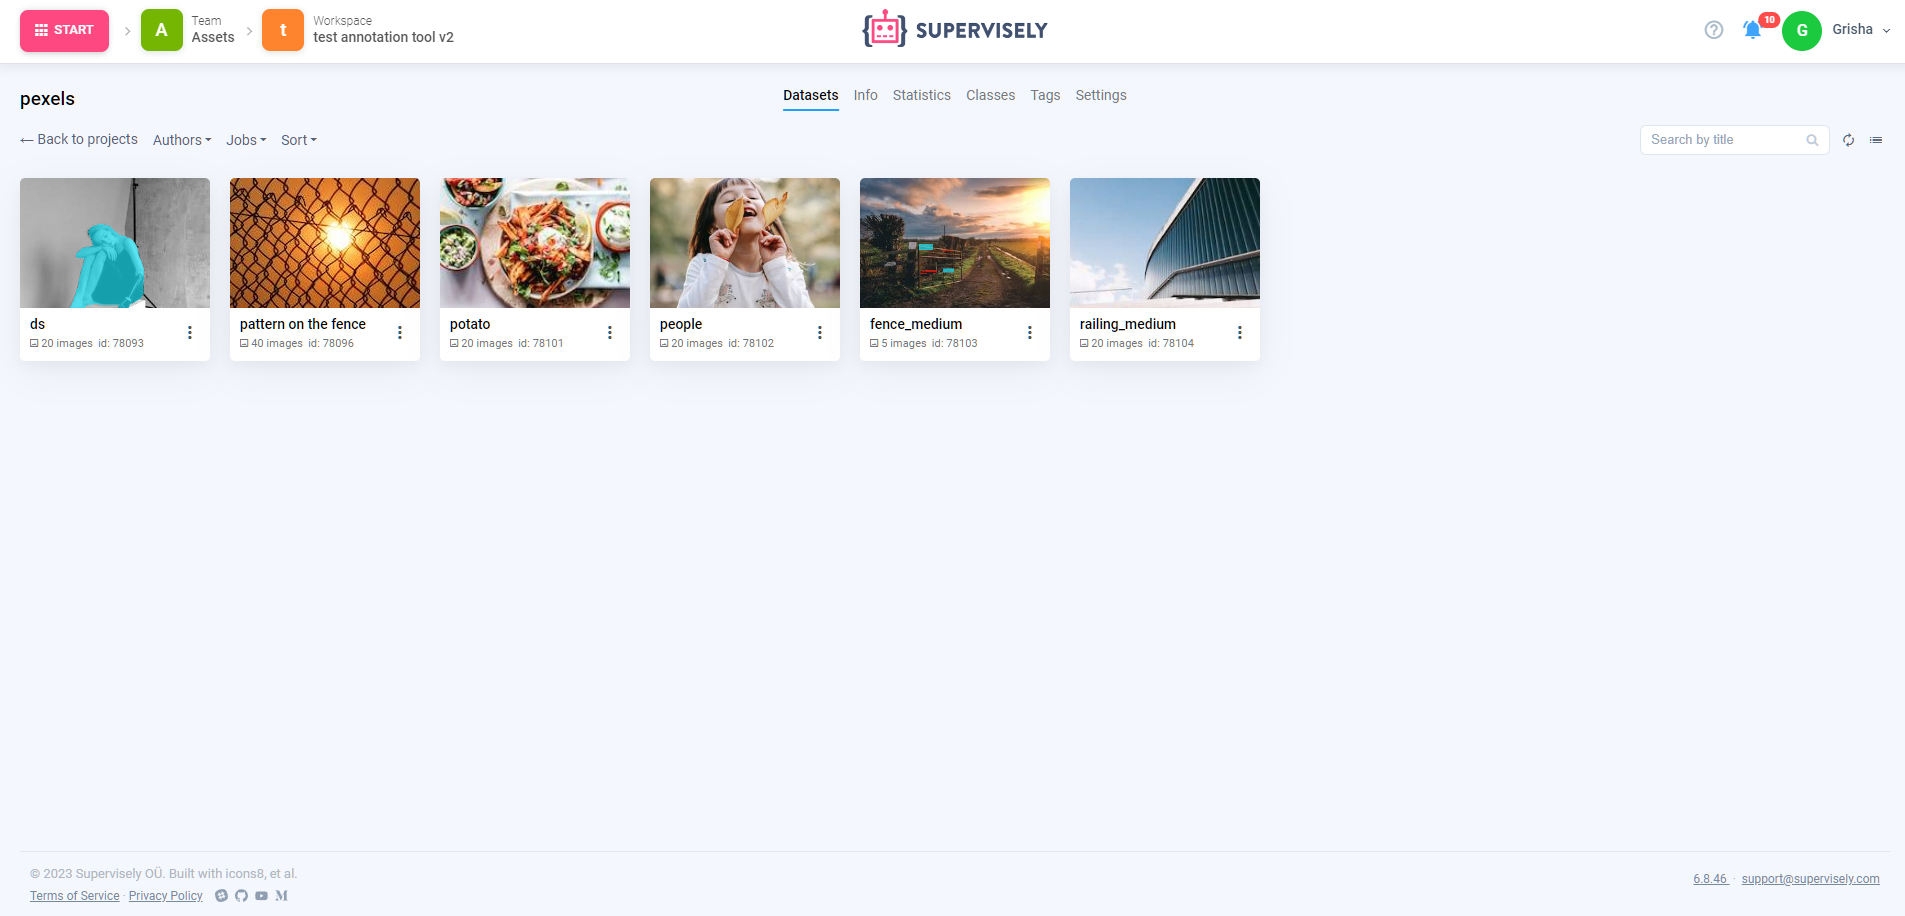 START
A
Team
Assets
t
Workspace
test annotation tool v2
SUPERVISELY
10
G
Grisha
pexels
Datasets
Info
Statistics
Classes
Tags
Settings
← Back to projects
Authors
Jobs
Sort
Search by title
ds
20 images id: 78093
pattern on the fence
40 images id: 78096
potato
20 images id: 78101
people
20 images id: 78102
fence_medium
5 images id: 78103
railing_medium
20 images id: 78104
© 2023 Supervisely OÜ. Built with icons8, et al.
Terms of Service · Privacy Policy
6.8.46 · support@supervisely.com